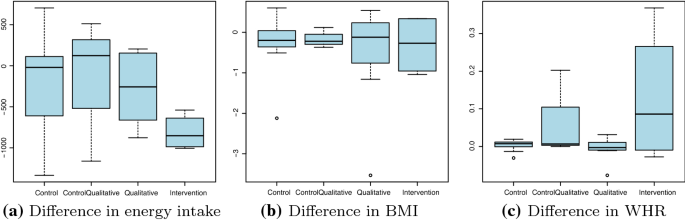 500
0
−500
−1000
Control
ControlQualitative
Qualitative
Intervention
(a) Difference in energy intake
0
−1
−2
−3
Control
ControlQualitative
Qualitative
Intervention
(b) Difference in BMI
0.3
0.2
0.1
0.0
Control
ControlQualitative
Qualitative
Intervention
(c) Difference in WHR